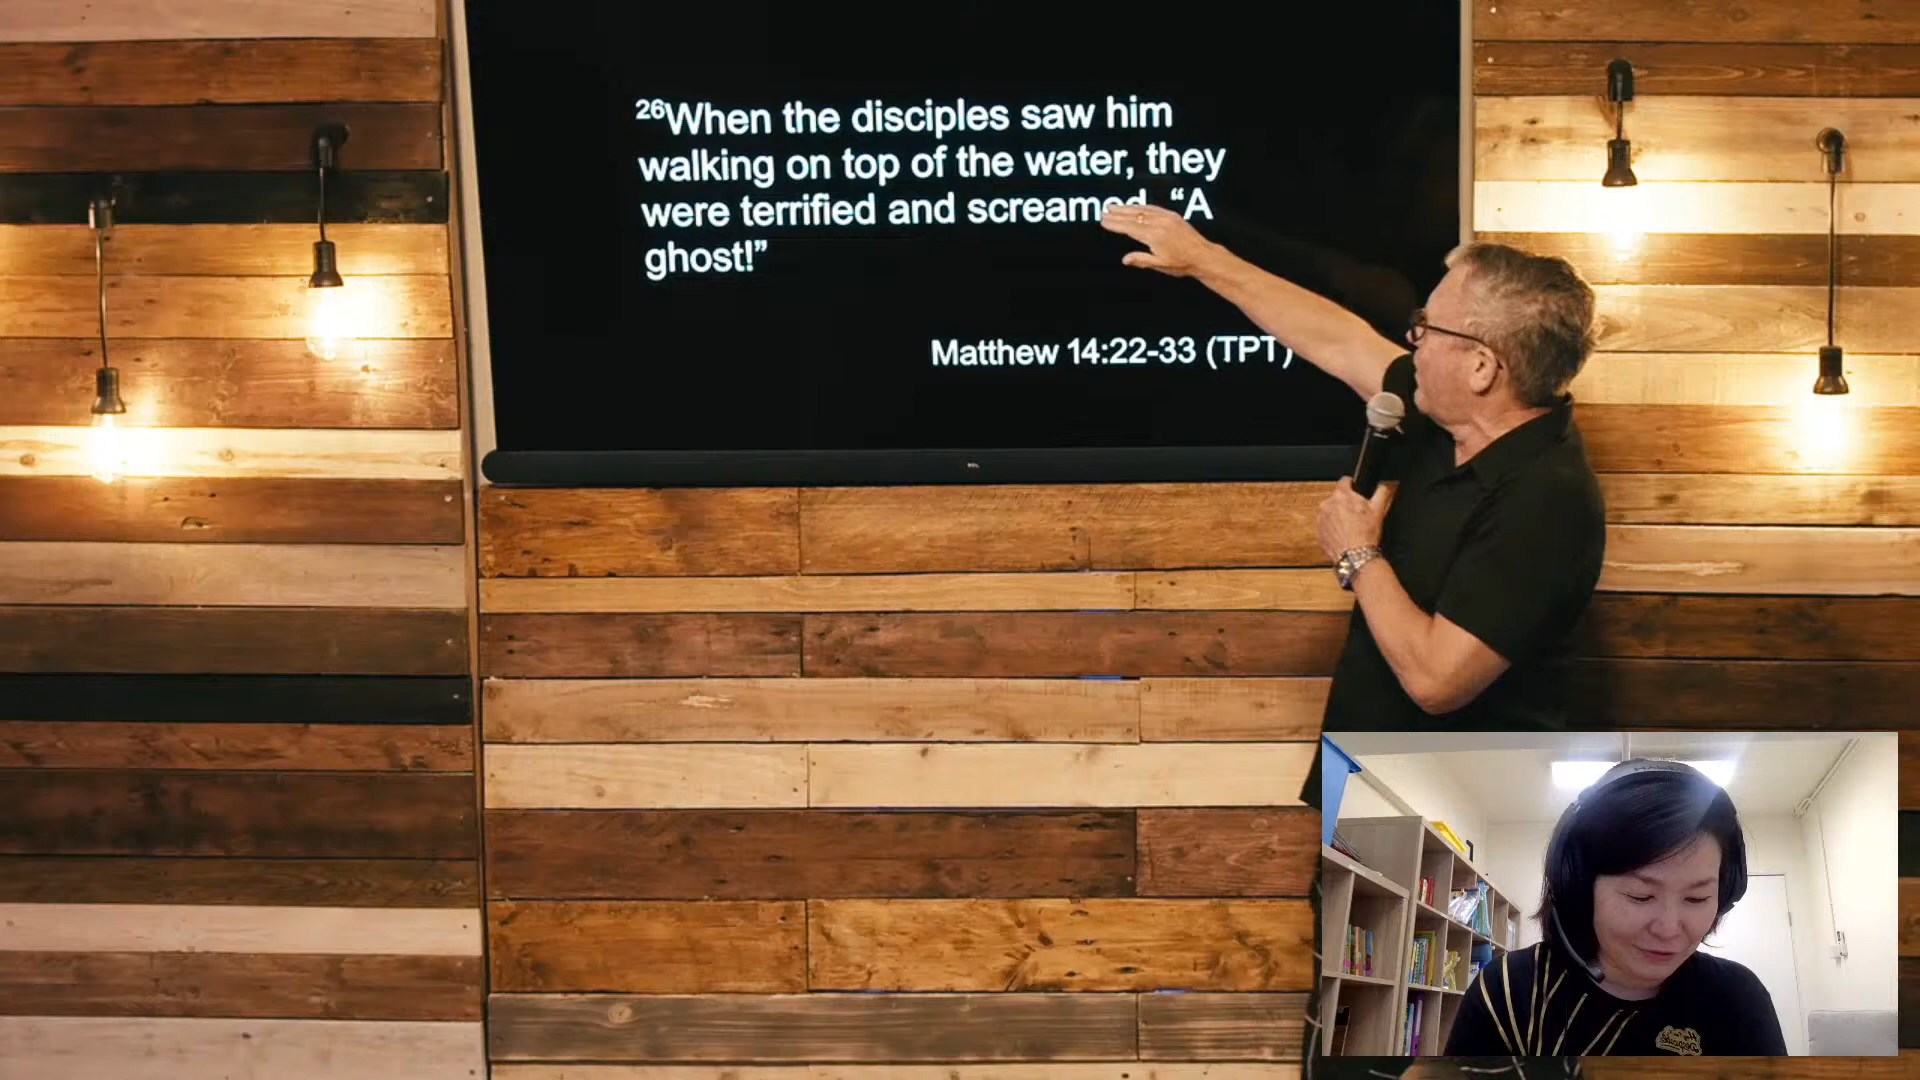 ²⁶When the disciples saw him
walking on top of the water, they
were terrified and screamed, “A
ghost!”
Matthew 14:22-33 (TPT)
TCL